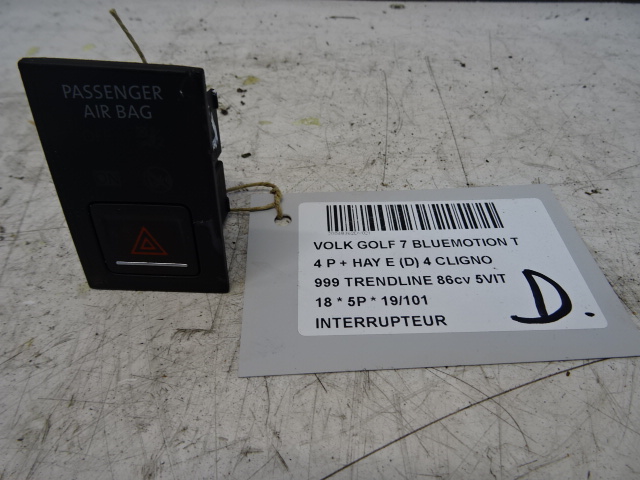 PASSENGER
AIR BAG
VOLK GOLF 7 BLUEMOTION T
4 P + HAY E (D) 4 CLIGNO
999 TRENDLINE 86cv 5VIT
18 * 5P * 19/101
INTERRUPTEUR
D.